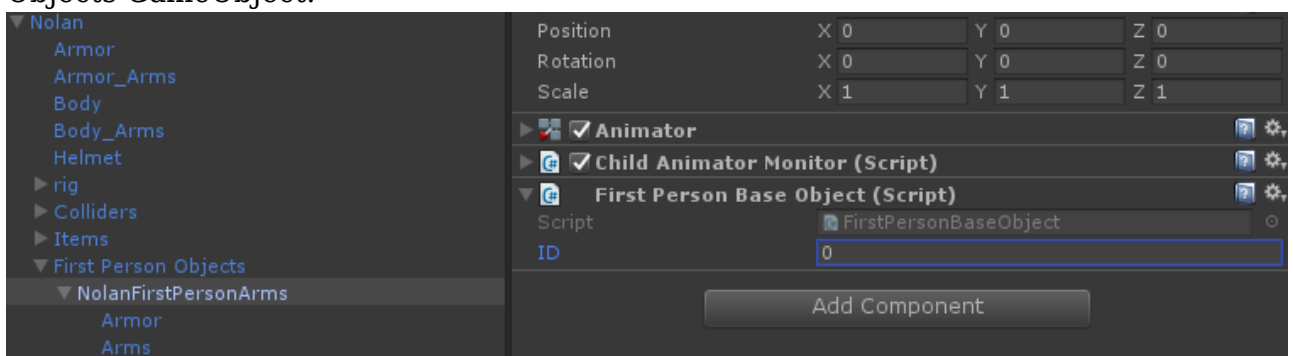 Objects GameObject.
Nolan
Armor
Armor_Arms
Body
Body_Arms
Helmet
rig
Colliders
Items
First Person Objects
NolanFirstPersonArms
Armor
Arms
Position X 0 Y 0 Z 0
Rotation X 0 Y 0 Z 0
Scale X 1 Y 1 Z 1
Animator
C# Child Animator Monitor (Script)
C# First Person Base Object (Script)
Script FirstPersonBaseObject
ID 0
Add Component